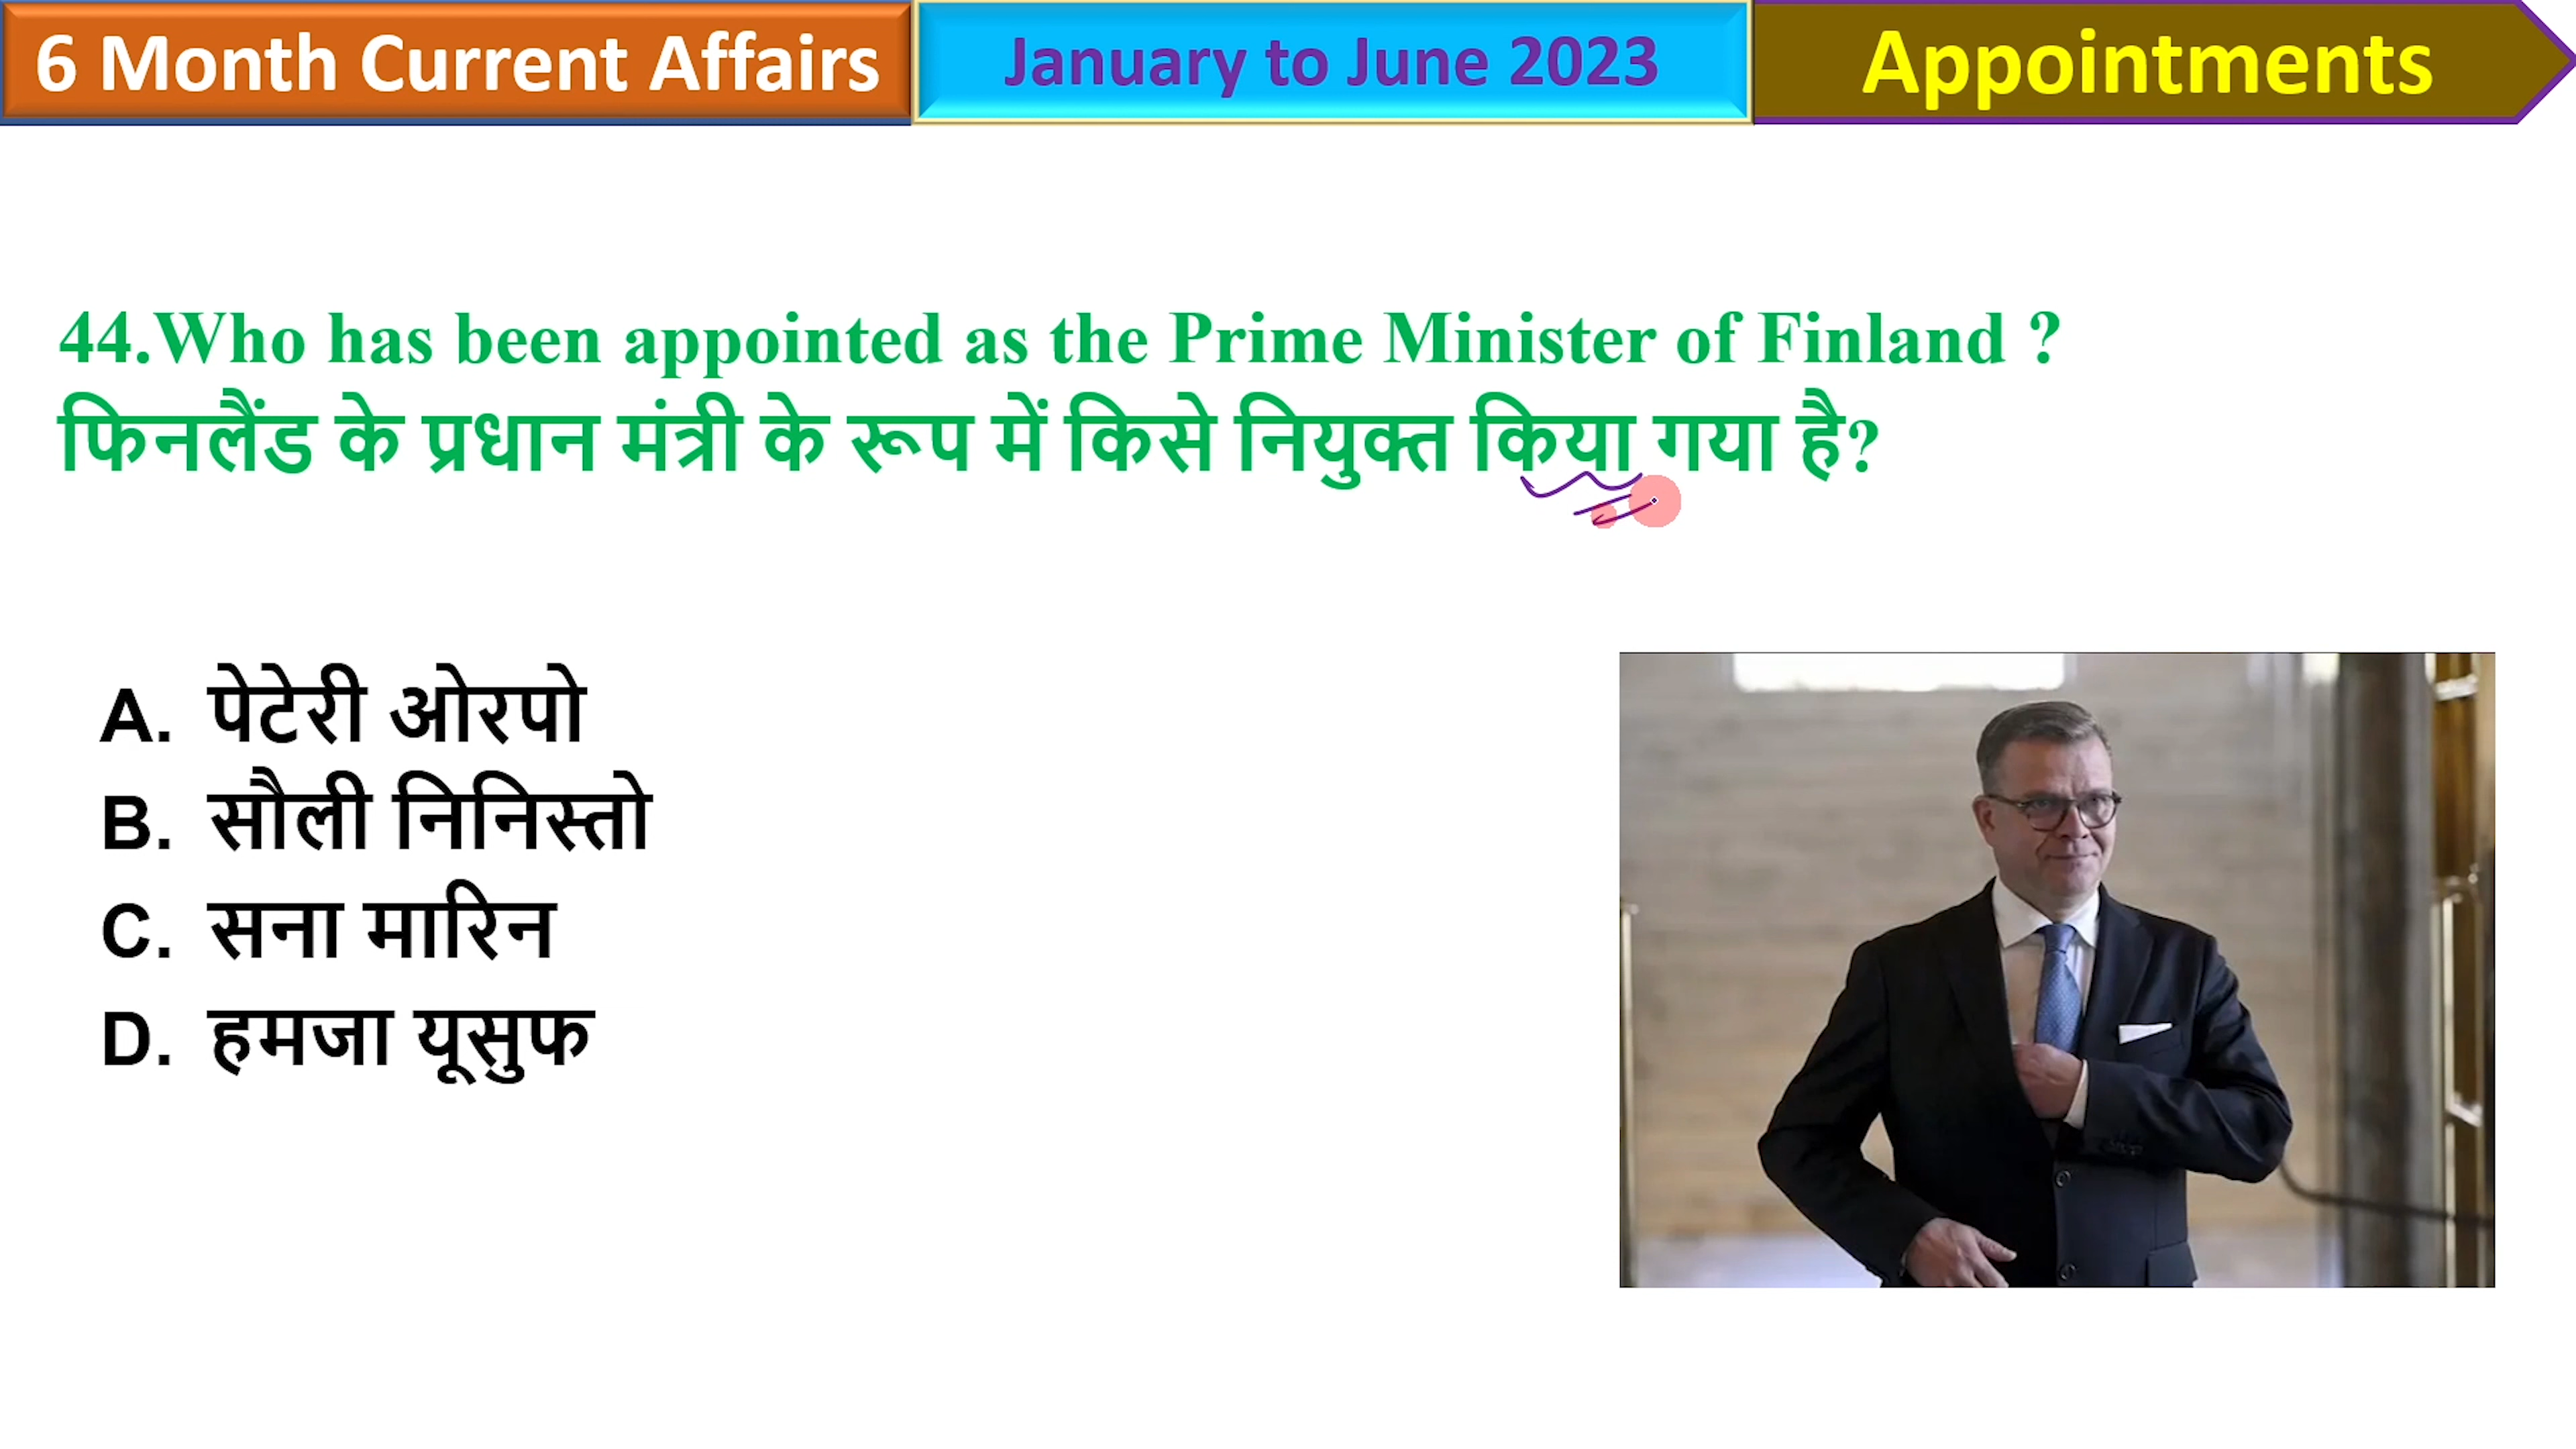 6 Month Current Affairs January to June 2023 Appointments
44.Who has been appointed as the Prime Minister of Finland ?
फिनलैंड के प्रधान मंत्री के रूप में किसे नियुक्त किया गया है?
A. पेटेरी ओरपो
B. सौली निनिस्तो
C. सना मारिन
D. हमजा यूसुफ